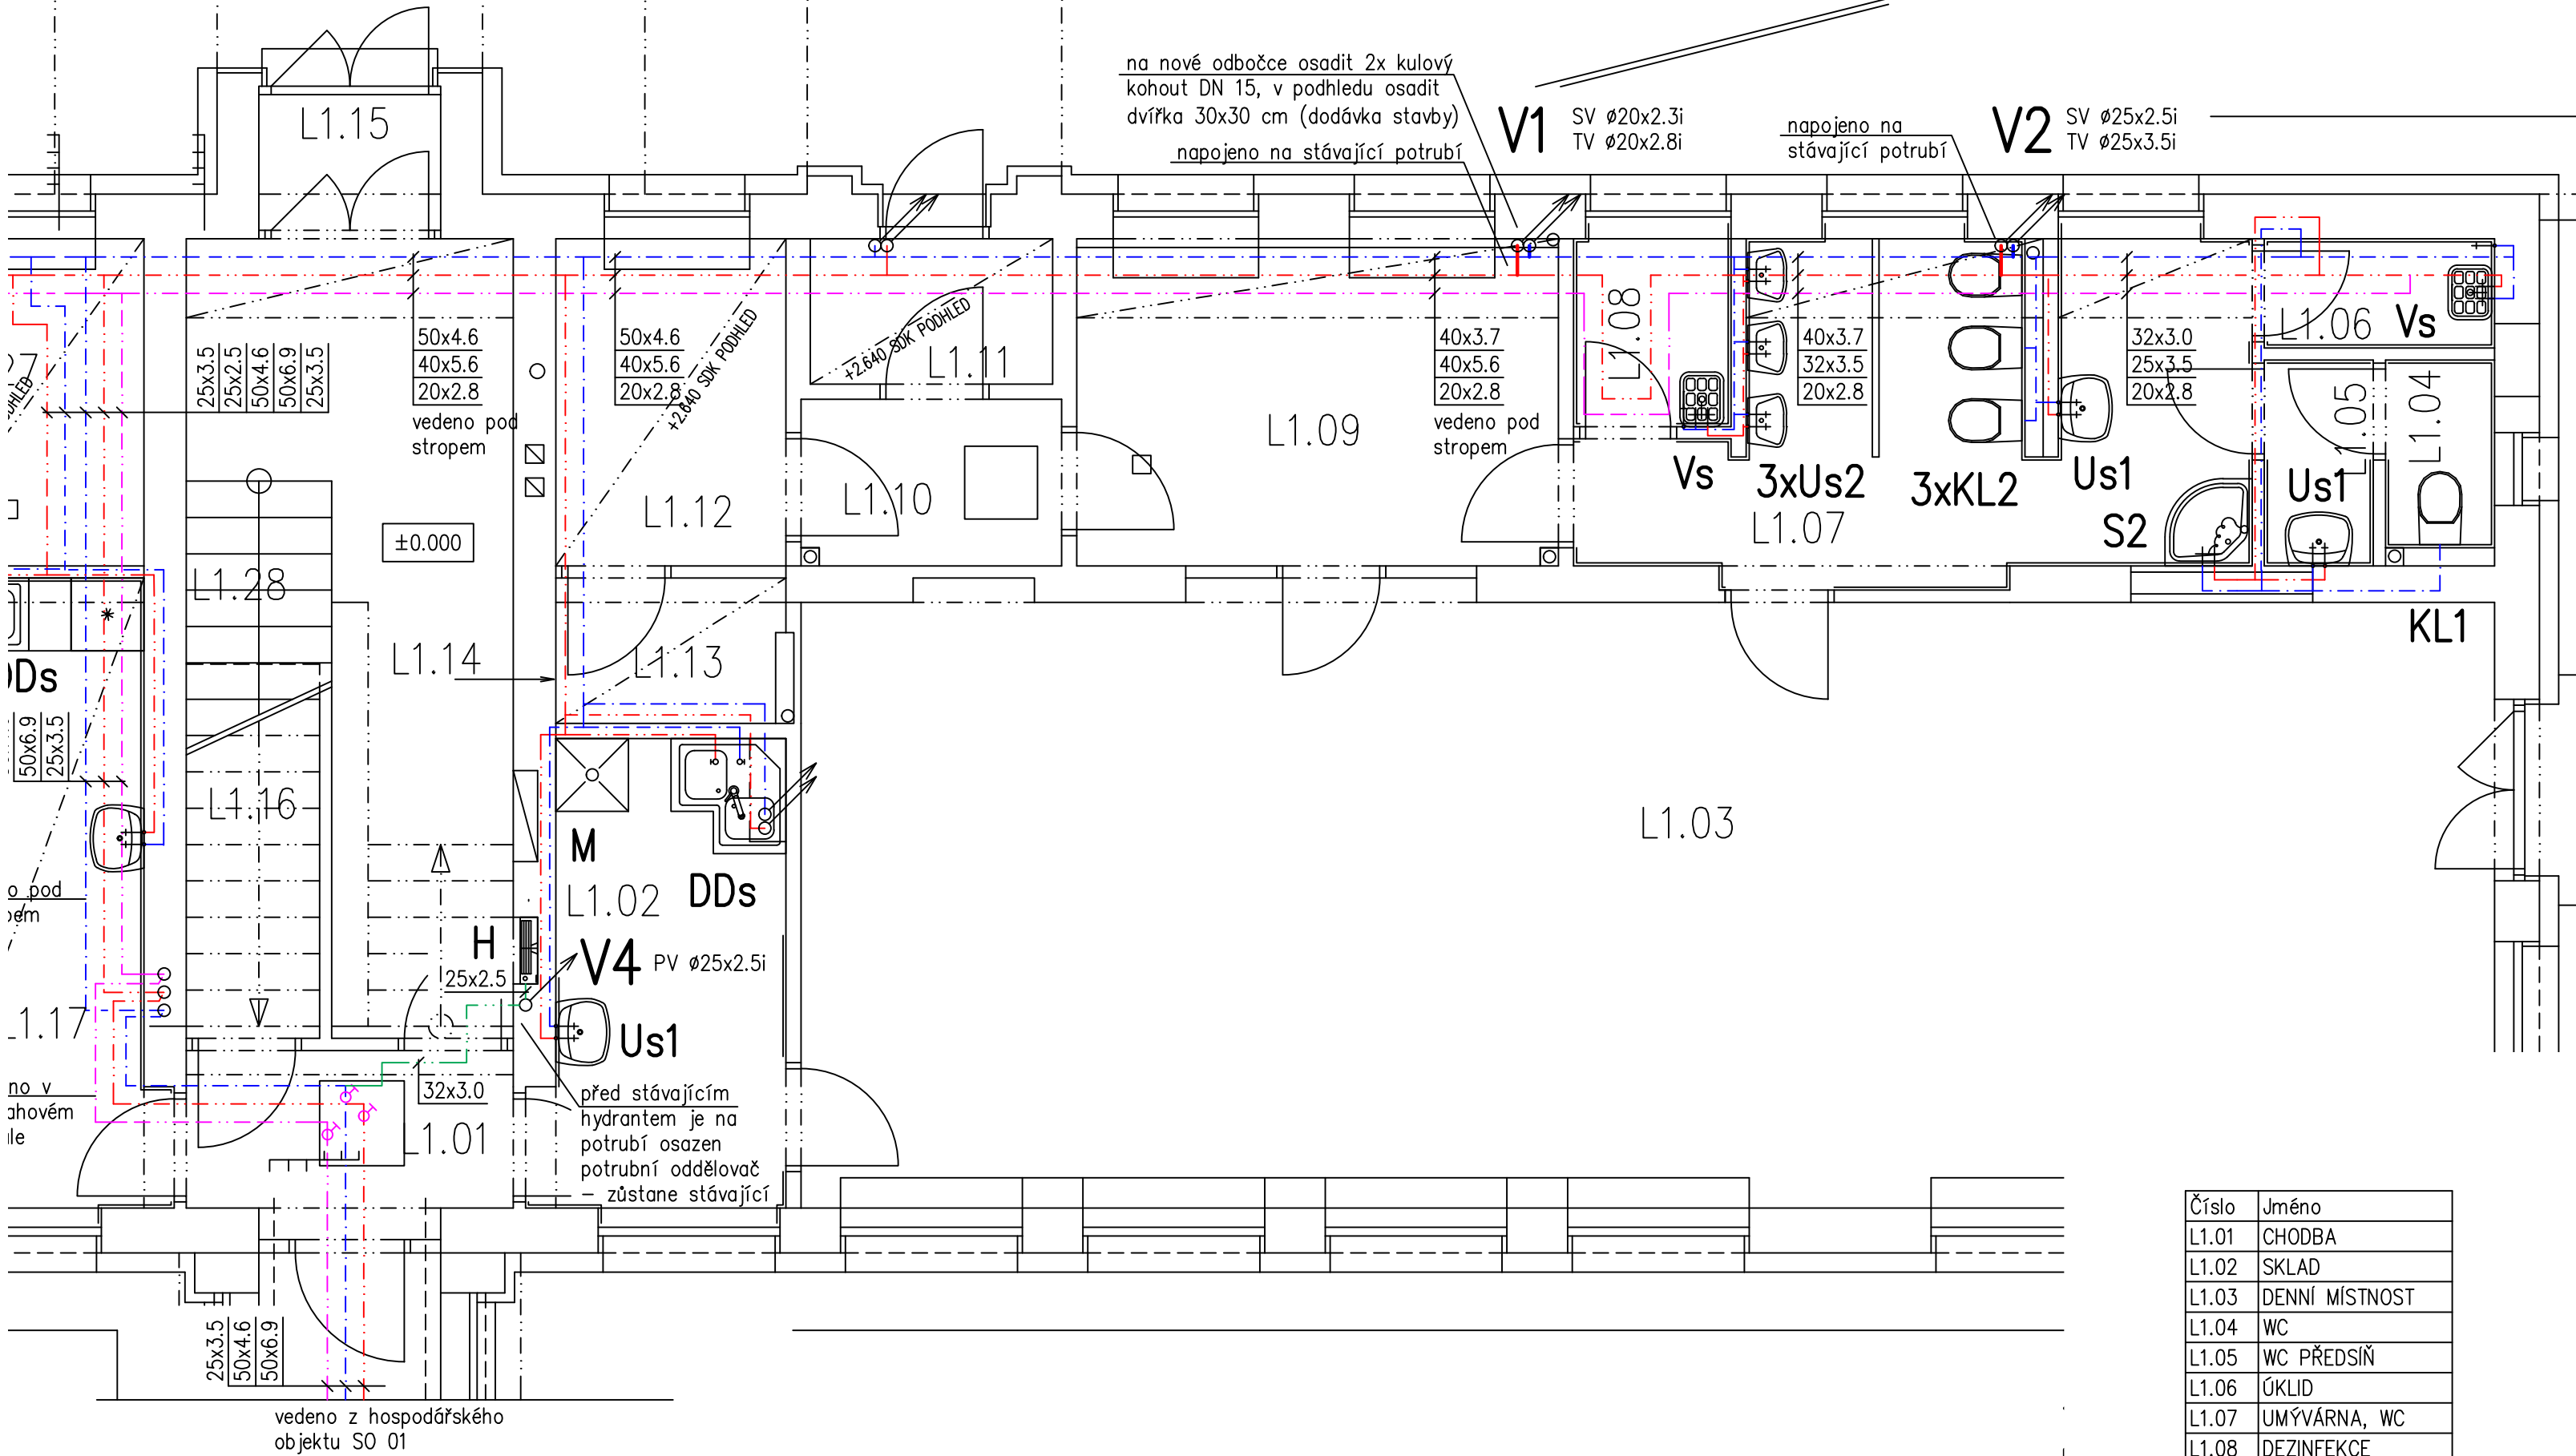 na nové odbočce osadit 2x kulový
kohout DN 15, v podhledu osadit
dvířka 30x30 cm (dodávka stavby)
napojeno na stávající potrubí
V1
SV ø20x2.3i
TV ø20x2.8i
napojeno na
stávající potrubí
V2
SV ø25x2.5i
TV ø25x3.5i
L1.15
25x3.5
25x2.5
50x4.6
50x6.9
25x3.5
50x4.6
40x5.6
20x2.8
vedeno pod
stropem
50x4.6
40x5.6
20x2.8
+2.640 SDK PODHLED
+2.640 SDK PODHLED
L1.11
40x3.7
40x5.6
20x2.8
vedeno pod
stropem
L1.09
L1.08
40x3.7
32x3.5
20x2.8
32x3.0
25x3.5
20x2.8
L1.06
Vs
L1.05
L1.04
L1.12
L1.10
Vs
3xUs2
L1.07
3xKL2
Us1
S2
Us1
KL1
±0.000
L1.28
L1.14
L1.13
DDs
50x6.9
25x3.5
L1.16
M
L1.02
DDs
L1.03
H
25x2.5
V4
PV ø25x2.5i
Us1
L1.17
32x3.0
L1.01
před stávajícím
hydrantem je na
potrubí osazen
potrubní oddělovač
– zůstane stávající
25x3.5
50x4.6
50x6.9
vedeno z hospodářského
objektu SO 01
Číslo Jméno
L1.01 CHODBA
L1.02 SKLAD
L1.03 DENNÍ MÍSTNOST
L1.04 WC
L1.05 WC PŘEDSÍŇ
L1.06 ÚKLID
L1.07 UMÝVÁRNA, WC
L1.08 DEZINFEKCE